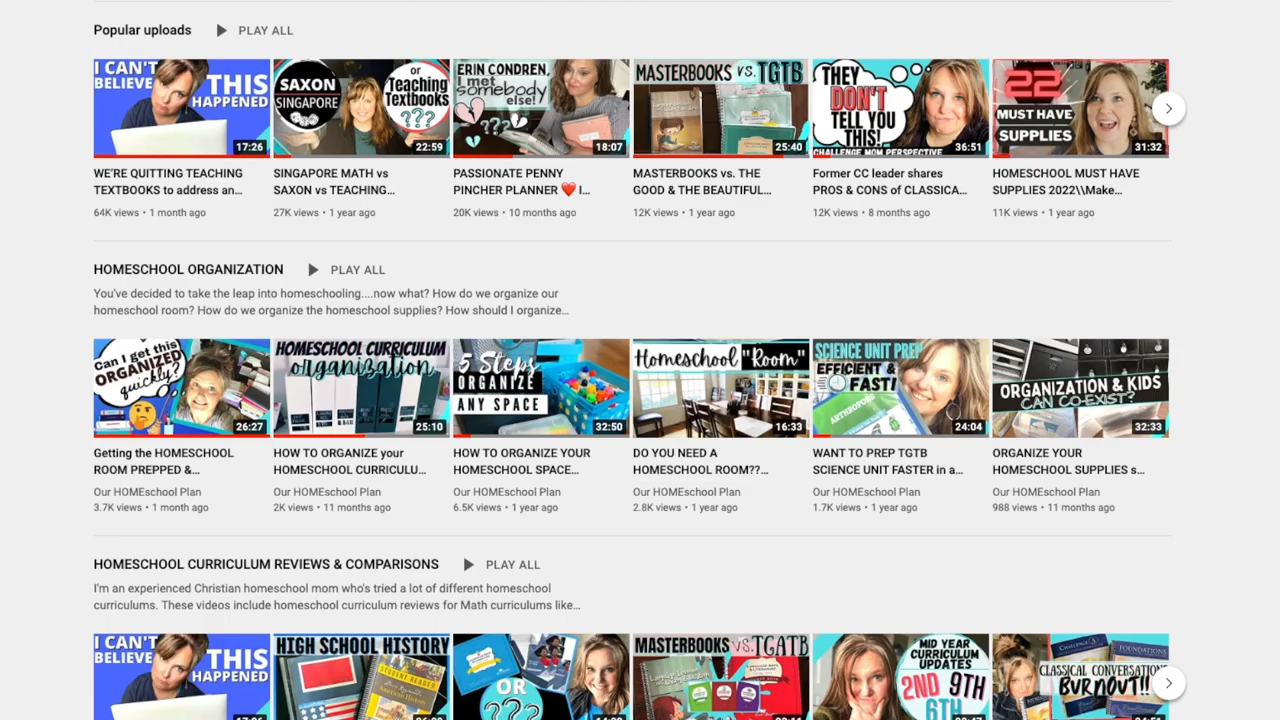 Popular uploads PLAY ALL
I CAN'T BELIEVE THIS HAPPENED 17:26
SAXON SINGAPORE or Teaching Textbooks ??? 22:59
ERIN CONDREN, I met somebody else! ??? 18:07
MASTERBOOKS VS. TGTB 25:40
THEY DON'T TELL YOU THIS! CHALLENGE MOM PERSPECTIVE 36:51
22 MUST HAVE SUPPLIES 31:32
WE'RE QUITTING TEACHING TEXTBOOKS to address an...
64K views • 1 month ago
SINGAPORE MATH vs SAXON vs TEACHING...
27K views • 1 year ago
PASSIONATE PENNY PINCHER PLANNER ❤️ I...
20K views • 10 months ago
MASTERBOOKS vs. THE GOOD & THE BEAUTIFUL...
12K views • 1 year ago
Former CC leader shares PROS & CONS of CLASSICA...
12K views • 8 months ago
HOMESCHOOL MUST HAVE SUPPLIES 2022\\Make...
11K views • 1 year ago
HOMESCHOOL ORGANIZATION PLAY ALL
You've decided to take the leap into homeschooling....now what? How do we organize our
homeschool room? How do we organize the homeschool supplies? How should I organize...
Can I get this ORGANIZED quickly? 26:27
HOMESCHOOL CURRICULUM organization 25:10
5 Steps ORGANIZE ANY SPACE 32:50
Homeschool "Room" 16:33
SCIENCE UNIT PREP EFFICIENT & FAST! ARTHROPODS 24:04
ORGANIZATION & KIDS CAN CO-EXIST? 32:33
Getting the HOMESCHOOL ROOM PREPPED &...
Our HOMEschool Plan
3.7K views • 1 month ago
HOW TO ORGANIZE your HOMESCHOOL CURRICULU...
Our HOMEschool Plan
2K views • 11 months ago
HOW TO ORGANIZE YOUR HOMESCHOOL SPACE...
Our HOMEschool Plan
6.5K views • 1 year ago
DO YOU NEED A HOMESCHOOL ROOM??...
Our HOMEschool Plan
2.8K views • 1 year ago
WANT TO PREP TGTB SCIENCE UNIT FASTER in a...
Our HOMEschool Plan
1.7K views • 1 year ago
ORGANIZE YOUR HOMESCHOOL SUPPLIES s...
Our HOMEschool Plan
988 views • 11 months ago
HOMESCHOOL CURRICULUM REVIEWS & COMPARISONS PLAY ALL
I'm an experienced Christian homeschool mom who's tried a lot of different homeschool
curriculums. These videos include homeschool curriculum reviews for Math curriculums like...
I CAN'T BELIEVE THIS HAPPENED
HIGH SCHOOL HISTORY
OR ???
MASTERBOOKS VS. TGATB
MID YEAR CURRICULUM UPDATES 2ND 9TH 6TH
CLASSICAL CONVERSATIONS BURNOUT!!